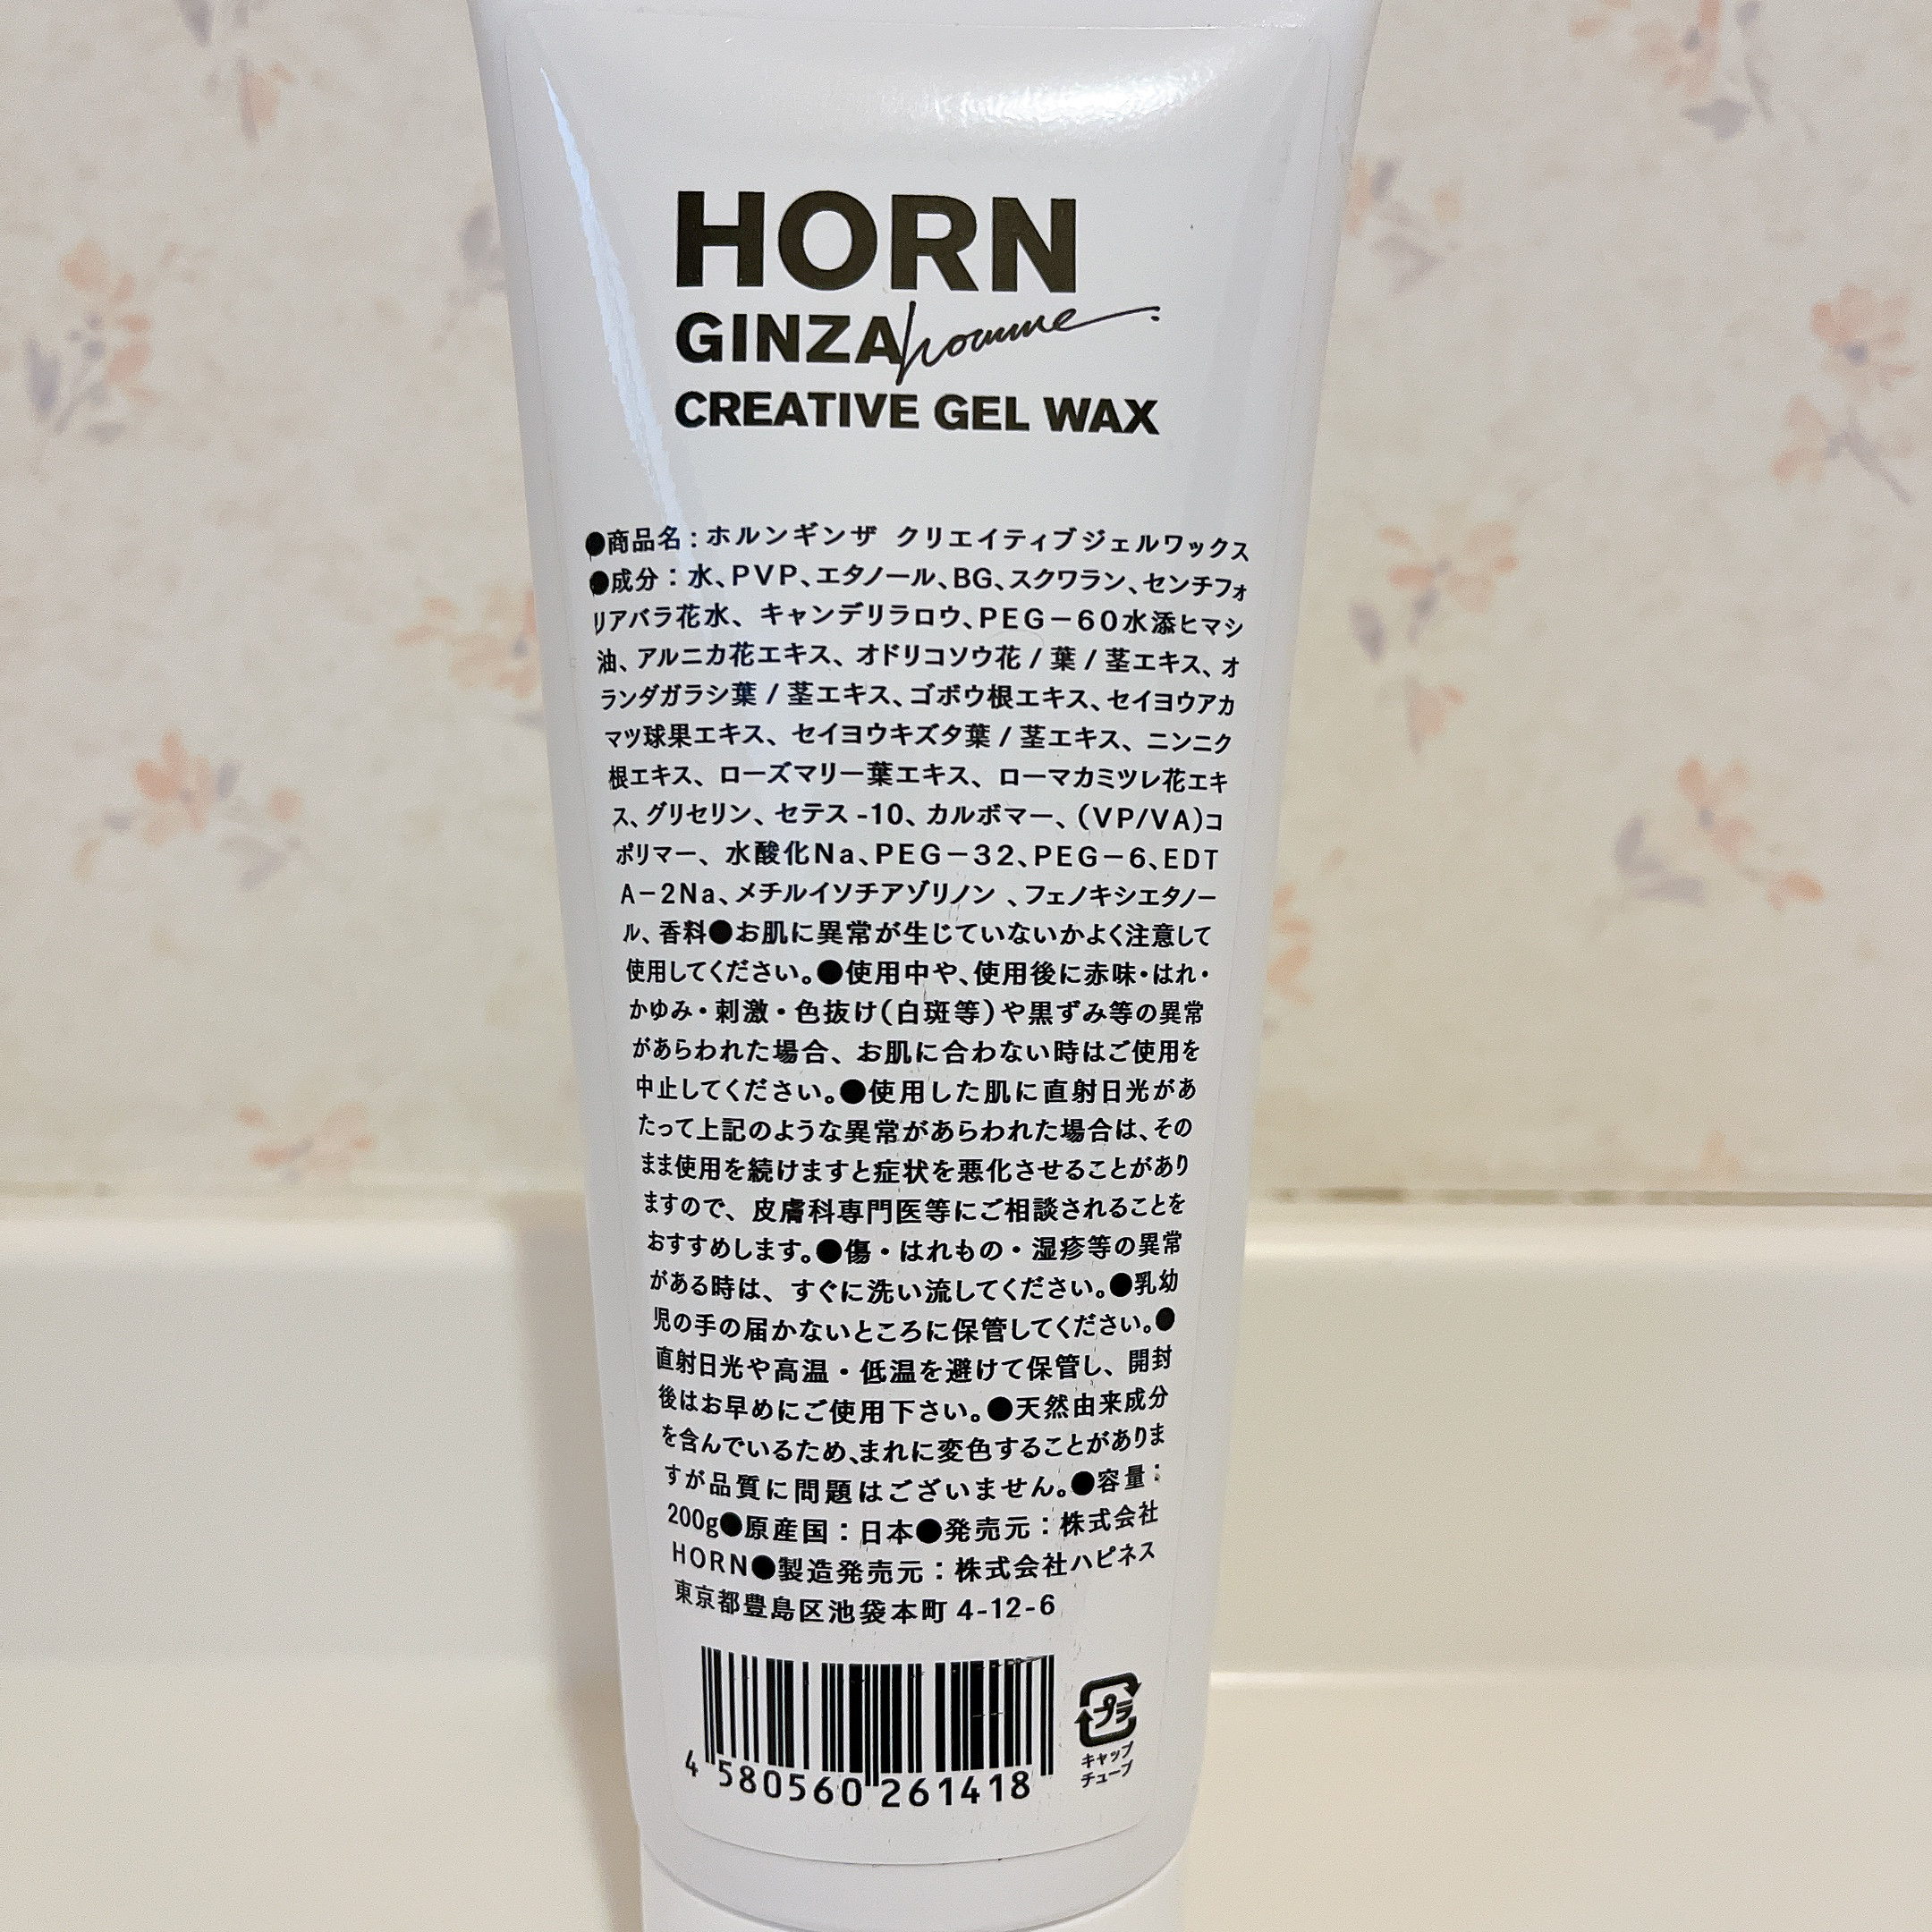 HORN
GINZA homme
CREATIVE GEL WAX
●商品名：ホルンギンザ クリエイティブジェルワックス
●成分：水、PVP、エタノール、BG、スクワラン、センチフォ
リアバラ花水、キャンデリラロウ、PEG－60水添ヒマシ
油、アルニカ花エキス、オドリコソウ花/葉/茎エキス、オ
ランダガラシ葉/茎エキス、ゴボウ根エキス、セイヨウアカ
マツ球果エキス、セイヨウキズタ葉/茎エキス、ニンニク
根エキス、ローズマリー葉エキス、ローマカミツレ花エキ
ス、グリセリン、セテス-10、カルボマー、(VP/VA)コ
ポリマー、水酸化Na、PEG－32、PEG－6、EDT
A－2Na、メチルイソチアゾリノン、フェノキシエタノー
ル、香料●お肌に異常が生じていないかよく注意して
使用してください。●使用中や、使用後に赤味・はれ・
かゆみ・刺激・色抜け(白斑等)や黒ずみ等の異常
があらわれた場合、お肌に合わない時はご使用を
中止してください。●使用した肌に直射日光があ
たって上記のような異常があらわれた場合は、その
まま使用を続けますと症状を悪化させることがあり
ますので、皮膚科専門医等にご相談されることを
おすすめします。●傷・はれもの・湿疹等の異常
がある時は、すぐに洗い流してください。●乳幼
児の手の届かないところに保管してください。●
直射日光や高温・低温を避けて保管し、開封
後はお早めにご使用下さい。●天然由来成分
を含んでいるため、まれに変色することがありま
すが品質に問題はございません。●容量：
200g●原産国：日本●発売元：株式会社
HORN●製造発売元：株式会社ハピネス
東京都豊島区池袋本町 4-12-6
4 580560 261418
プラ
キャップ
チューブ